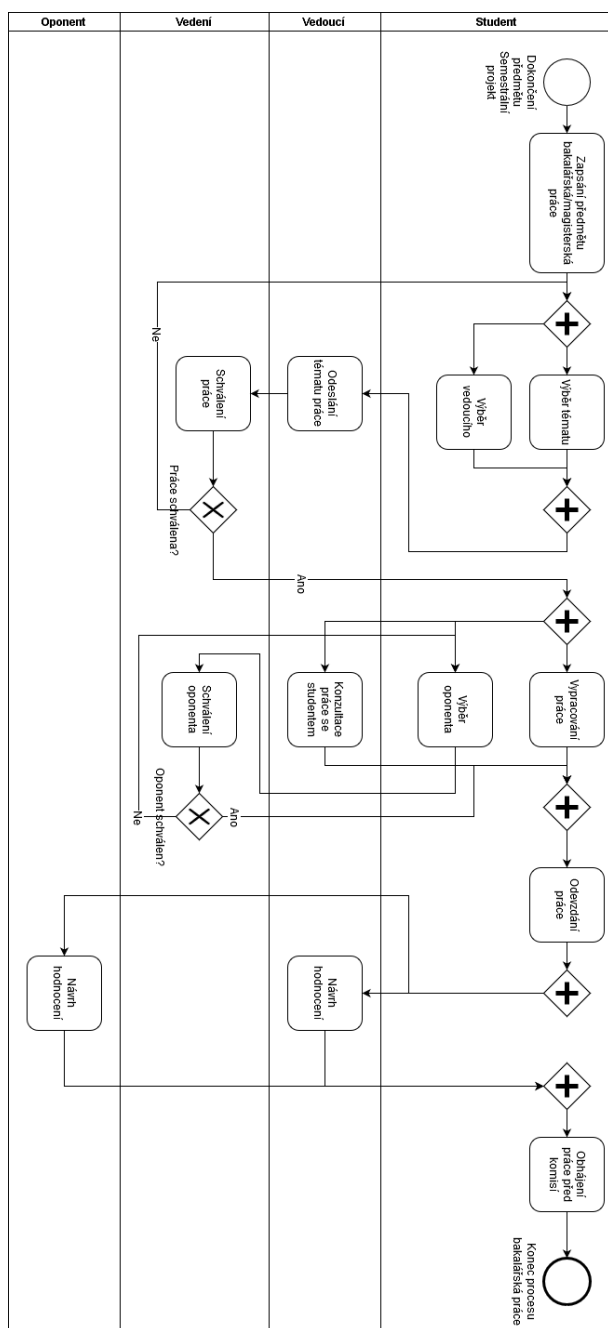 Student
Vedoucí
Vedení
Oponent
Dokončení
předmětu
Semestrální
projekt
Zapsání předmětu
bakalářská/magisterská
práce
Výběr tématu
Výběr
vedoucího
Odeslání
tématu práce
Schválení
práce
Práce schválena?
Ne
Ano
Vypracování
práce
Výběr
oponenta
Konzultace
práce se
studentem
Schválení
oponenta
Oponent schválen?
Ne
Ano
Odevzdání
práce
Návrh
hodnocení
Návrh
hodnocení
Obhájení
práce před
komisí
Konec procesu
bakalářská práce